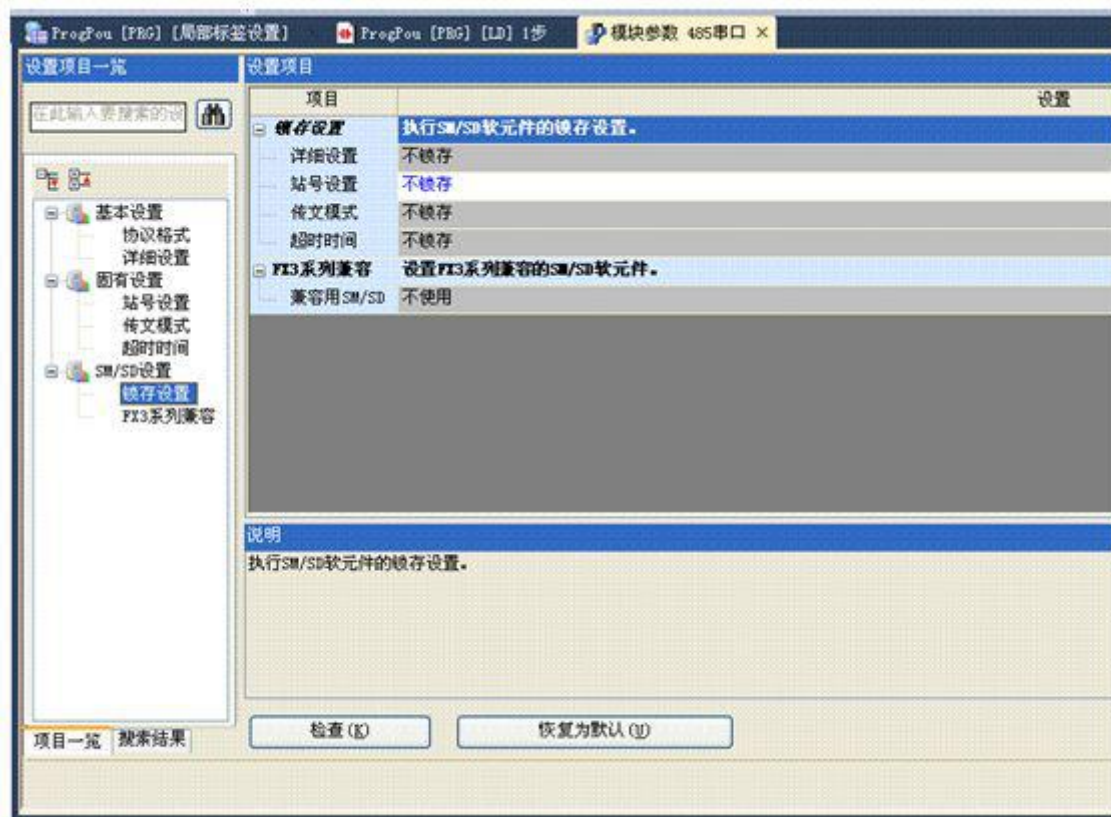 ProgPou [PRG] [局部标签设置] ProgPou [PRG] [LD] 1步 模块参数 485串口 ×
设置项目一览
在此输入要搜索的设
基本设置
协议格式
详细设置
固有设置
站号设置
传文模式
超时时间
SM/SD设置
锁存设置
FX3系列兼容
项目一览 搜索结果
设置项目
项目 设置
锁存设置 执行SM/SD软元件的锁存设置。
详细设置 不锁存
站号设置 不锁存
传文模式 不锁存
超时时间 不锁存
FX3系列兼容 设置FX3系列兼容的SM/SD软元件。
兼容用SM/SD 不使用
说明
执行SM/SD软元件的锁存设置。
检查(K) 恢复为默认(U)